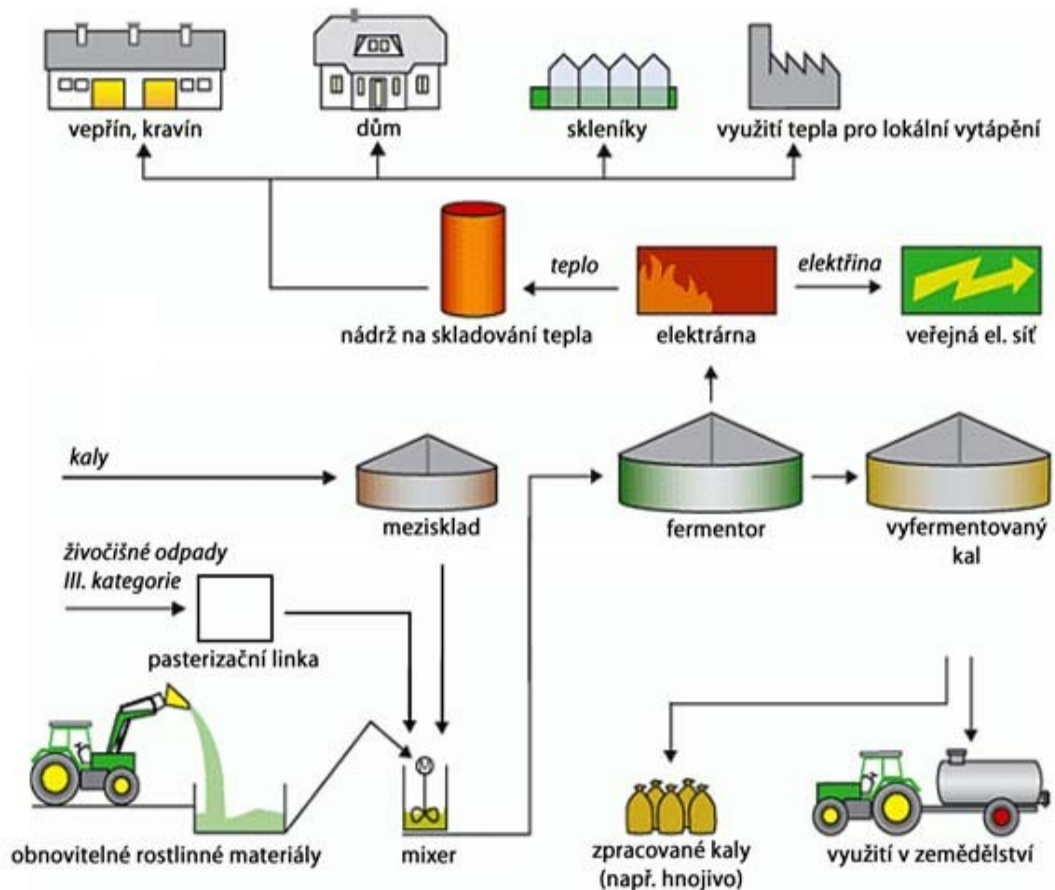 vepřín, kravín
dům
skleníky
využití tepla pro lokální vytápění
teplo
elektřina
nádrž na skladování tepla
elektrárna
veřejná el. síť
kaly
mezisklad
fermentor
vyfermentovaný
kal
živočišné odpady
III. kategorie
pasterizační linka
M
obnovitelné rostlinné materiály
mixer
zpracované kaly
(např. hnojivo)
využití v zemědělství